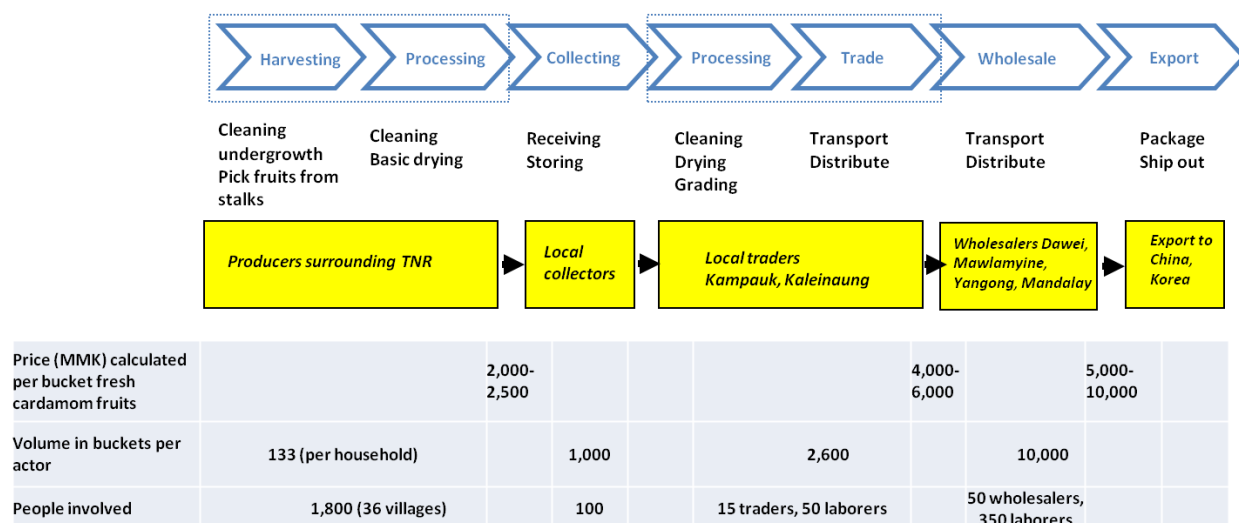 Harvesting
Processing
Collecting
Processing
Trade
Wholesale
Export
Cleaning
undergrowth
Pick fruits from
stalks
Cleaning
Basic drying
Receiving
Storing
Cleaning
Drying
Grading
Transport
Distribute
Transport
Distribute
Package
Ship out
Producers surrounding TNR
Local
collectors
Local traders
Kampauk, Kaleinaung
Wholesalers Dawei,
Mawlamyine,
Yangong, Mandalay
Export to
China,
Korea
Price (MMK) calculated
per bucket fresh
cardamom fruits
2,000-
2,500
4,000-
6,000
5,000-
10,000
Volume in buckets per
actor
133 (per household)
1,000
2,600
10,000
People involved
1,800 (36 villages)
100
15 traders, 50 laborers
50 wholesalers,
350 laborers